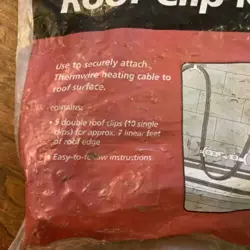 Roof Clip
Use to securely attach
Thermwire heating cable to
roof surface.
CONTAINS:
• 5 double roof clips (10 single
clips) for approx. 7 linear feet
of roof edge
• Easy-to-follow instructions